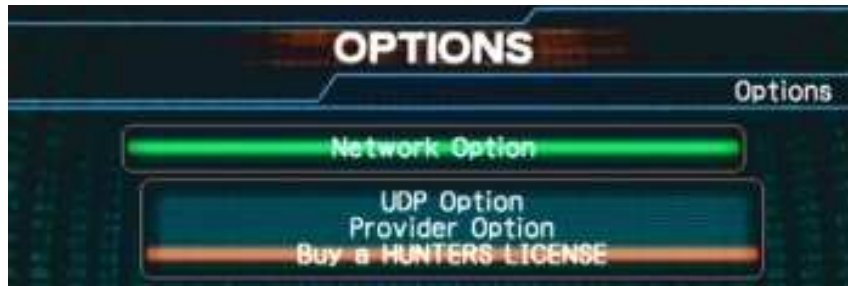 OPTIONS
Options
Network Option
UDP Option
Provider Option
Buy a HUNTERS LICENSE